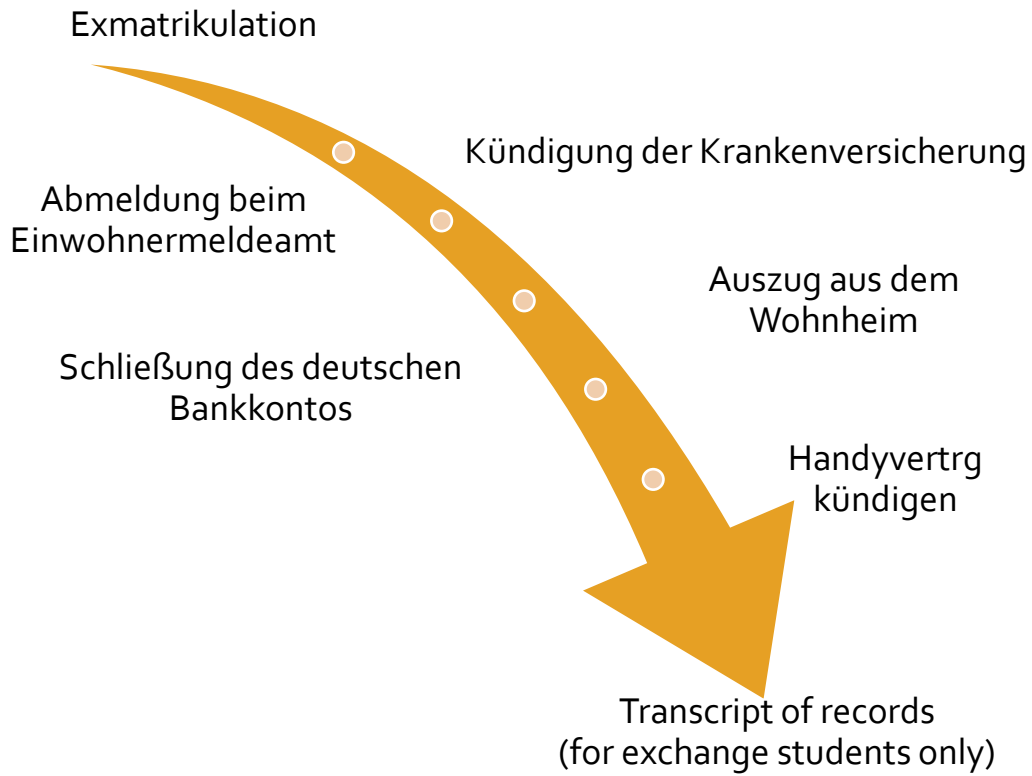 Exmatrikulation
Kündigung der Krankenversicherung
Abmeldung beim
Einwohnermeldeamt
Auszug aus dem
Wohnheim
Schließung des deutschen
Bankkontos
Handyvertrg
kündigen
Transcript of records
(for exchange students only)